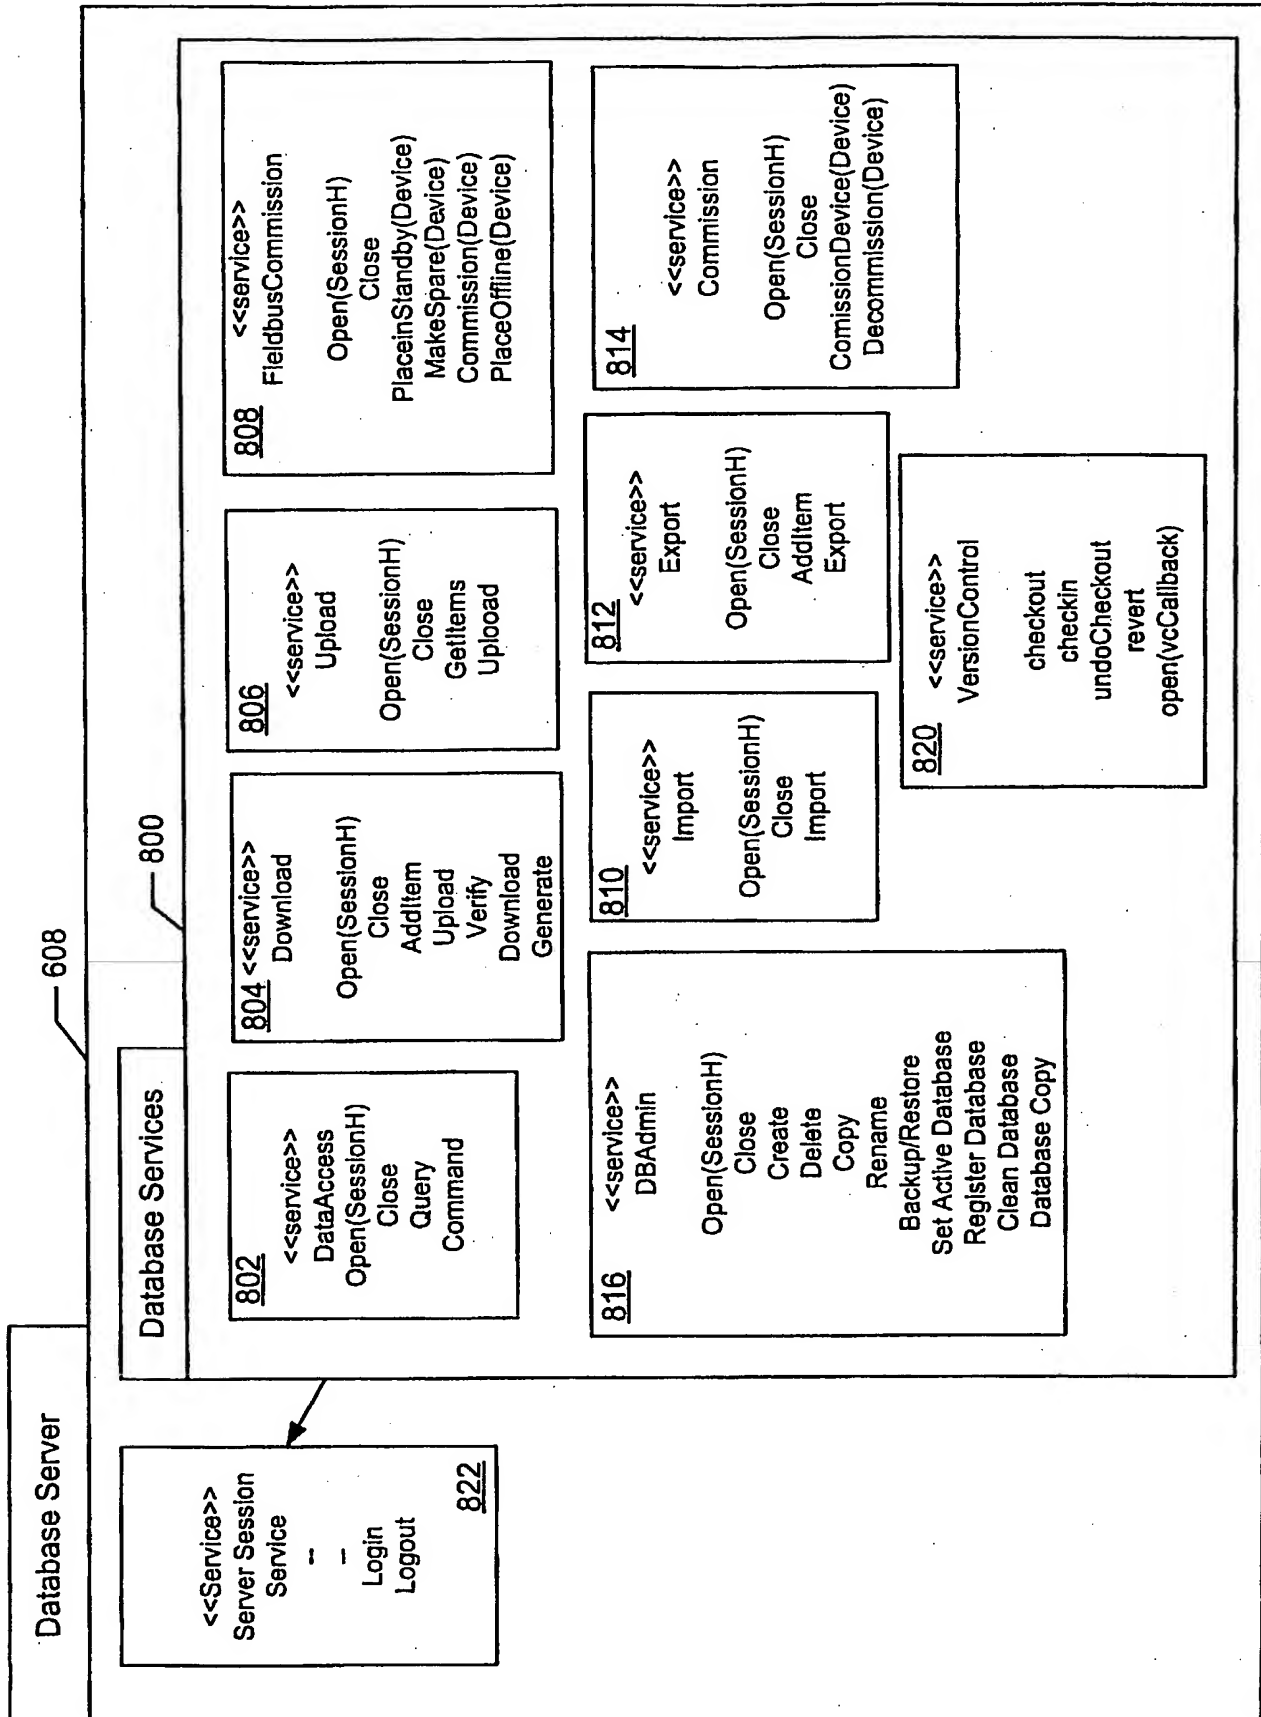 Database Server
608
<<Service>>
Server Session
Service
--
–
Login
Logout
822
Database Services
800
802
<<service>>
DataAccess
Open(SessionH)
Close
Query
Command
804 <<service>>
Download
Open(SessionH)
Close
AddItem
Upload
Verify
Download
Generate
806
<<service>>
Upload
Open(SessionH)
Close
GetItems
Uplooad
808
<<service>>
FieldbusCommission
Open(SessionH)
Close
PlaceinStandby(Device)
MakeSpare(Device)
Commission(Device)
PlaceOffline(Device)
816
<<service>>
DBAdmin
Open(SessionH)
Close
Create
Delete
Copy
Rename
Backup/Restore
Set Active Database
Register Database
Clean Database
Database Copy
810
<<service>>
Import
Open(SessionH)
Close
Import
812
<<service>>
Export
Open(SessionH)
Close
AddItem
Export
814
<<service>>
Commission
Open(SessionH)
Close
ComissionDevice(Device)
Decommission(Device)
820
<<service>>
VersionControl
checkout
checkin
undoCheckout
revert
open(vcCallback)